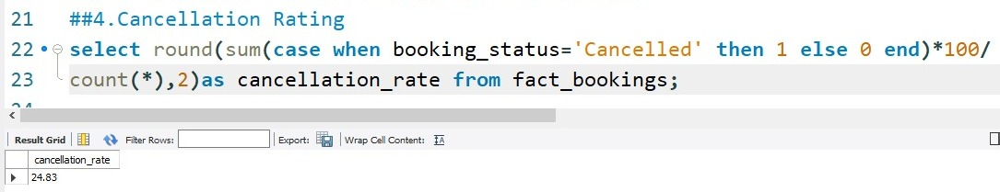 21 ##4.Cancellation Rating
22 select round(sum(case when booking_status='Cancelled' then 1 else 0 end)*100/
23 count(*),2)as cancellation_rate from fact_bookings;
Result Grid Filter Rows: Export: Wrap Cell Content:
cancellation_rate
24.83